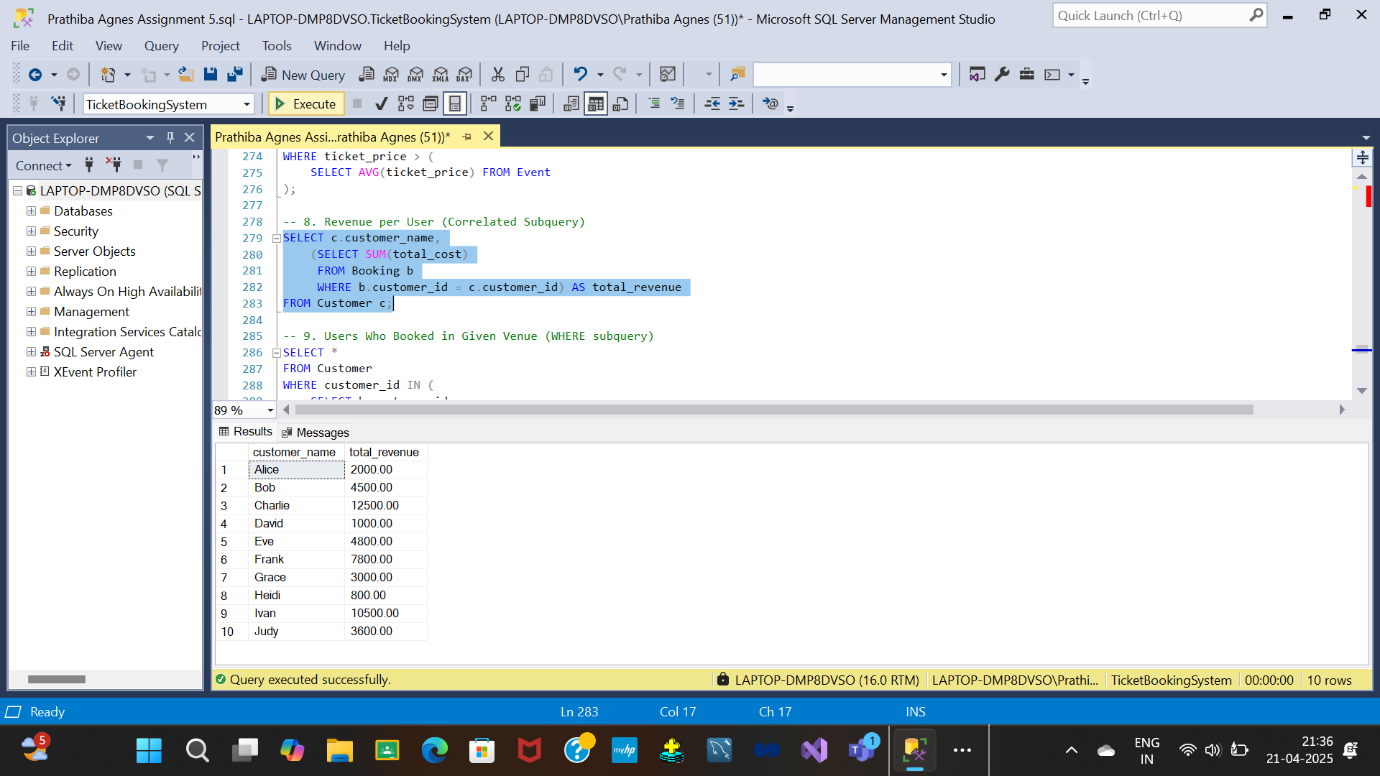 Prathiba Agnes Assignment 5.sql - LAPTOP-DMP8DVSO.TicketBookingSystem (LAPTOP-DMP8DVSO\Prathiba Agnes (51))* - Microsoft SQL Server Management Studio
Quick Launch (Ctrl+Q)
File Edit View Query Project Tools Window Help
New Query
MDX DMX XMLA DAX
TicketBookingSystem
Execute
Object Explorer
Connect
LAPTOP-DMP8DVSO (SQL S
Databases
Security
Server Objects
Replication
Always On High Availabilit
Management
Integration Services Catalo
SQL Server Agent
XEvent Profiler
Prathiba Agnes Assi...rathiba Agnes (51))*
274 WHERE ticket_price > (
275 SELECT AVG(ticket_price) FROM Event
276 );
277
278 -- 8. Revenue per User (Correlated Subquery)
279 SELECT c.customer_name,
280 (SELECT SUM(total_cost)
281 FROM Booking b
282 WHERE b.customer_id = c.customer_id) AS total_revenue
283 FROM Customer c;
284
285 -- 9. Users Who Booked in Given Venue (WHERE subquery)
286 SELECT *
287 FROM Customer
288 WHERE customer_id IN (
89 %
Results Messages
customer_name total_revenue
1 Alice 2000.00
2 Bob 4500.00
3 Charlie 12500.00
4 David 1000.00
5 Eve 4800.00
6 Frank 7800.00
7 Grace 3000.00
8 Heidi 800.00
9 Ivan 10500.00
10 Judy 3600.00
Query executed successfully.
LAPTOP-DMP8DVSO (16.0 RTM) LAPTOP-DMP8DVSO\Prathi... TicketBookingSystem 00:00:00 10 rows
Ready Ln 283 Col 17 Ch 17 INS
5
myhp
1
ENG
IN
21:36
21-04-2025